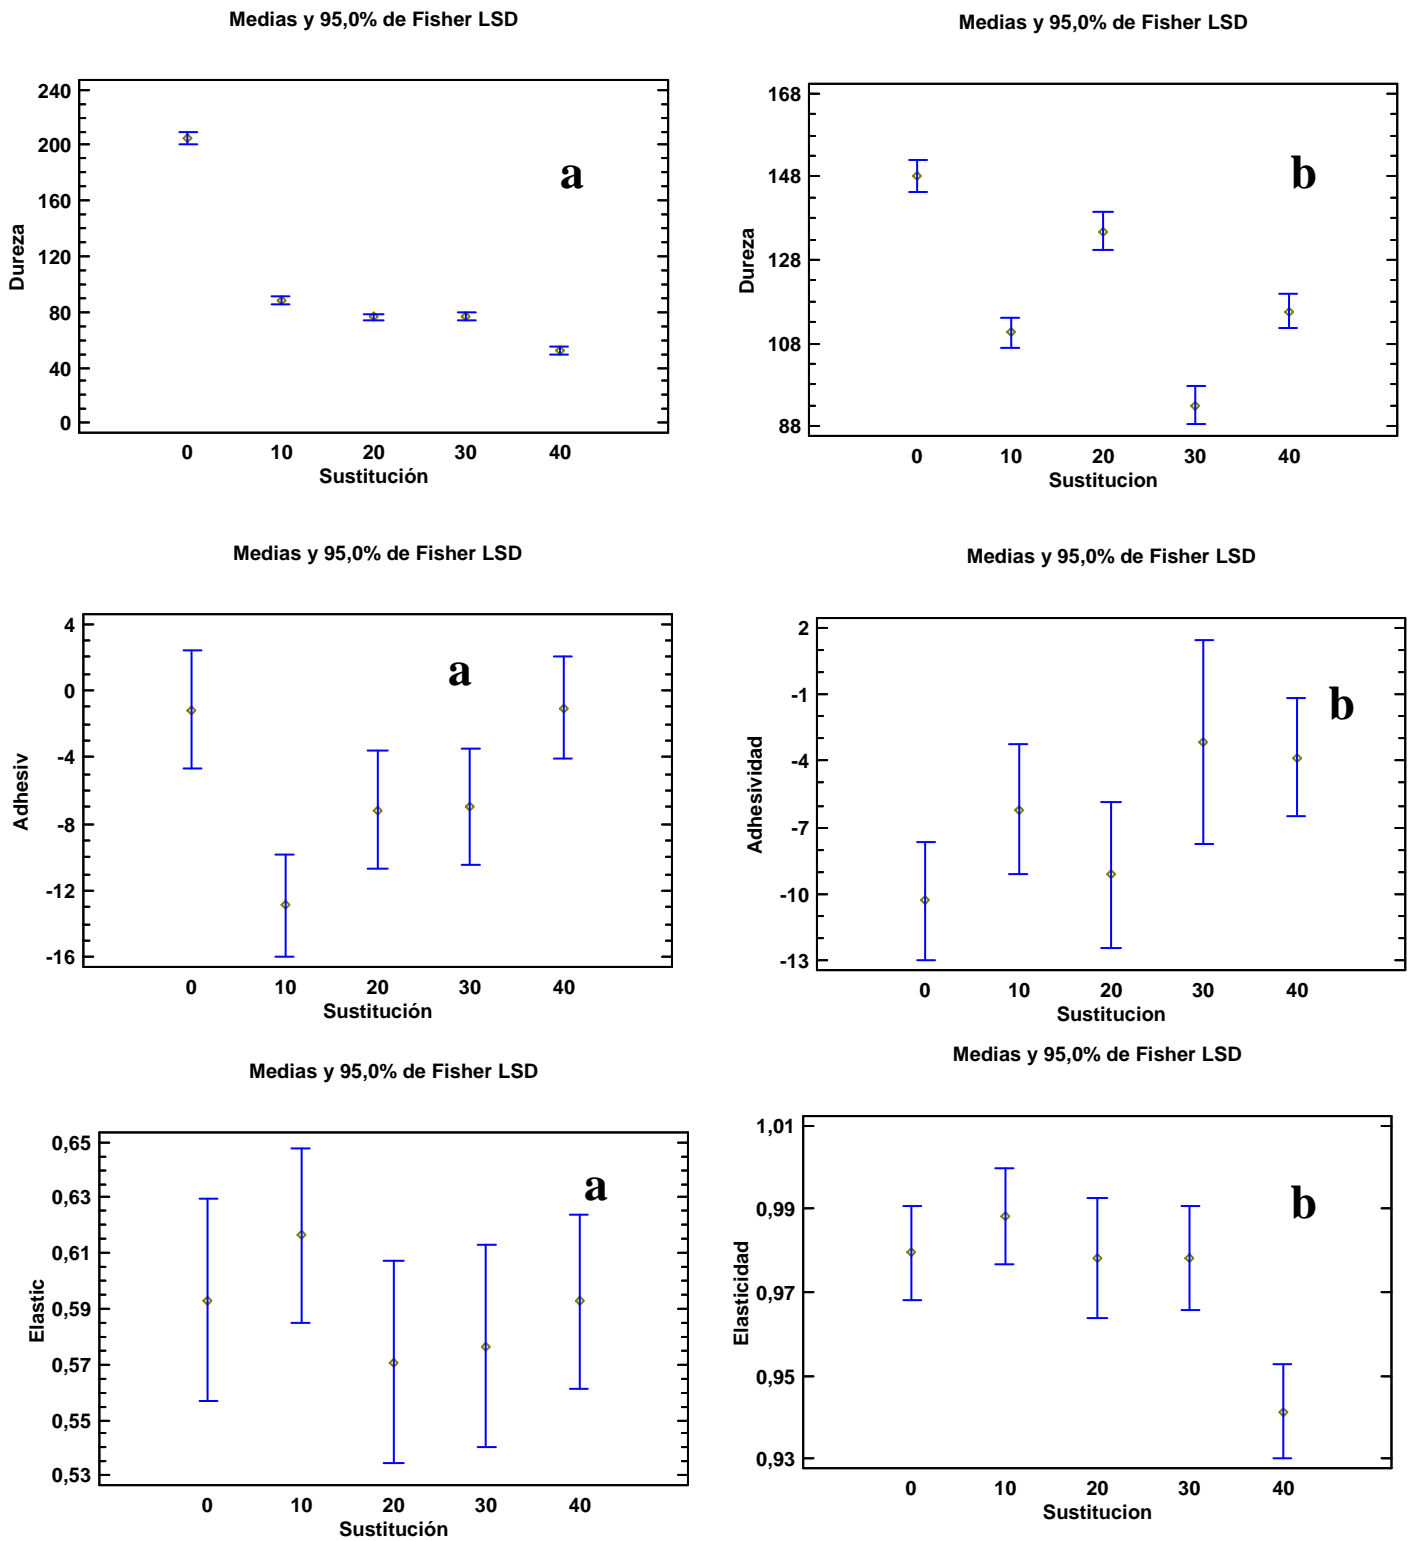 Medias y 95,0% de Fisher LSD
240
200
160
120
80
40
0
Dureza
a
0 10 20 30 40
Sustitución
Medias y 95,0% de Fisher LSD
168
148
128
108
88
Dureza
b
0 10 20 30 40
Sustitucion
Medias y 95,0% de Fisher LSD
4
0
-4
-8
-12
-16
Adhesiv
a
0 10 20 30 40
Sustitución
Medias y 95,0% de Fisher LSD
2
-1
-4
-7
-10
-13
Adhesividad
b
0 10 20 30 40
Sustitucion
Medias y 95,0% de Fisher LSD
0,65
0,63
0,61
0,59
0,57
0,55
0,53
Elastic
a
0 10 20 30 40
Sustitución
Medias y 95,0% de Fisher LSD
1,01
0,99
0,97
0,95
0,93
Elasticidad
b
0 10 20 30 40
Sustitucion